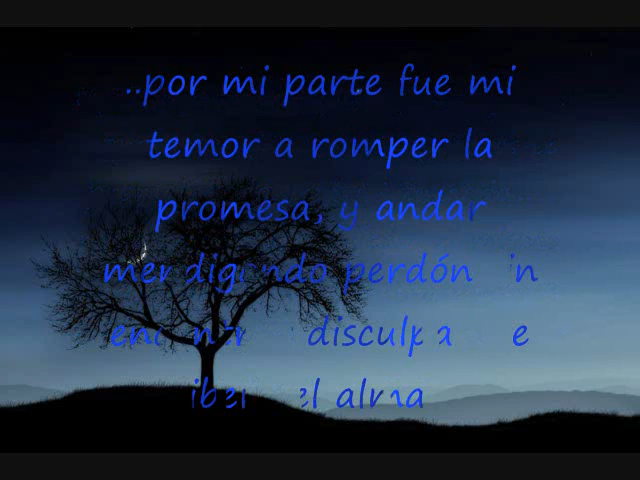 ..por mi parte fue mi
temor a romper la
promesa, y andar
mendigando perdón
disculpa
el alma